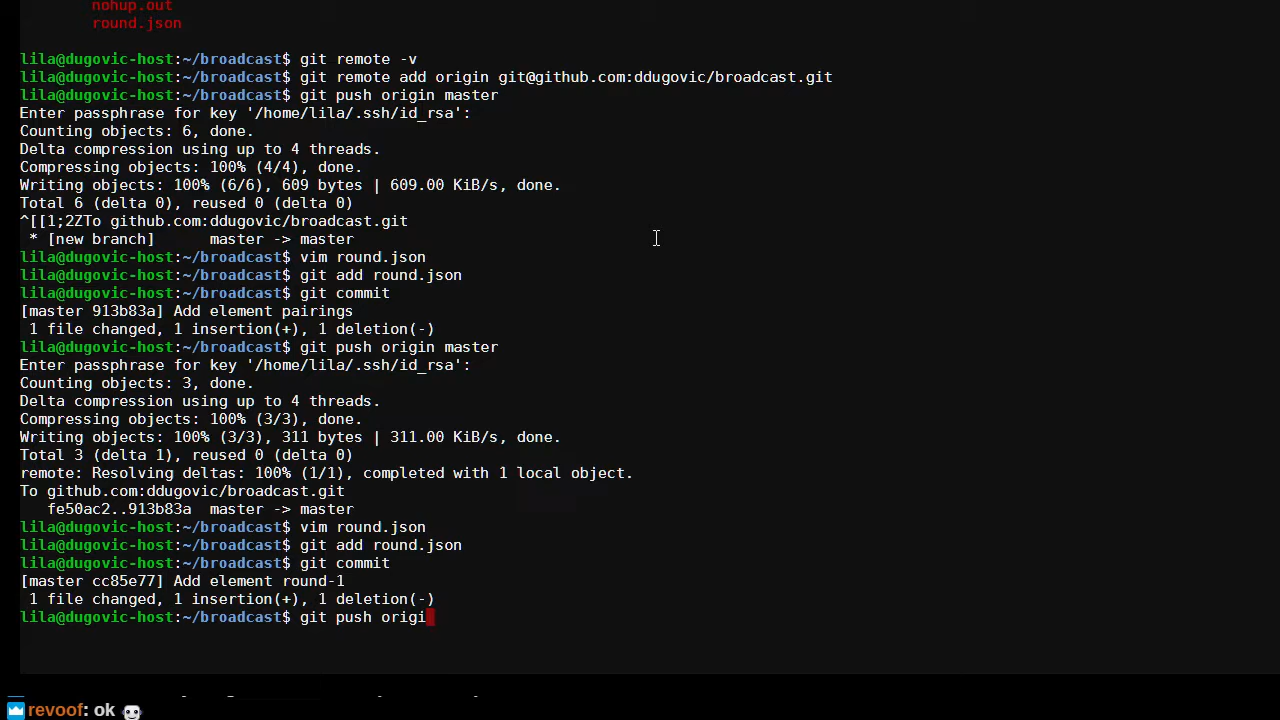 nohup.out
round.json
lila@dugovic-host:~/broadcast$ git remote -v
lila@dugovic-host:~/broadcast$ git remote add origin git@github.com:ddugovic/broadcast.git
lila@dugovic-host:~/broadcast$ git push origin master
Enter passphrase for key '/home/lila/.ssh/id_rsa':
Counting objects: 6, done.
Delta compression using up to 4 threads.
Compressing objects: 100% (4/4), done.
Writing objects: 100% (6/6), 609 bytes | 609.00 KiB/s, done.
Total 6 (delta 0), reused 0 (delta 0)
^[[1;2ZTo github.com:ddugovic/broadcast.git
 * [new branch]      master -> master
lila@dugovic-host:~/broadcast$ vim round.json
lila@dugovic-host:~/broadcast$ git add round.json
lila@dugovic-host:~/broadcast$ git commit
[master 913b83a] Add element pairings
 1 file changed, 1 insertion(+), 1 deletion(-)
lila@dugovic-host:~/broadcast$ git push origin master
Enter passphrase for key '/home/lila/.ssh/id_rsa':
Counting objects: 3, done.
Delta compression using up to 4 threads.
Compressing objects: 100% (3/3), done.
Writing objects: 100% (3/3), 311 bytes | 311.00 KiB/s, done.
Total 3 (delta 1), reused 0 (delta 0)
remote: Resolving deltas: 100% (1/1), completed with 1 local object.
To github.com:ddugovic/broadcast.git
   fe50ac2..913b83a  master -> master
lila@dugovic-host:~/broadcast$ vim round.json
lila@dugovic-host:~/broadcast$ git add round.json
lila@dugovic-host:~/broadcast$ git commit
[master cc85e77] Add element round-1
 1 file changed, 1 insertion(+), 1 deletion(-)
lila@dugovic-host:~/broadcast$ git push origi
revoof: ok